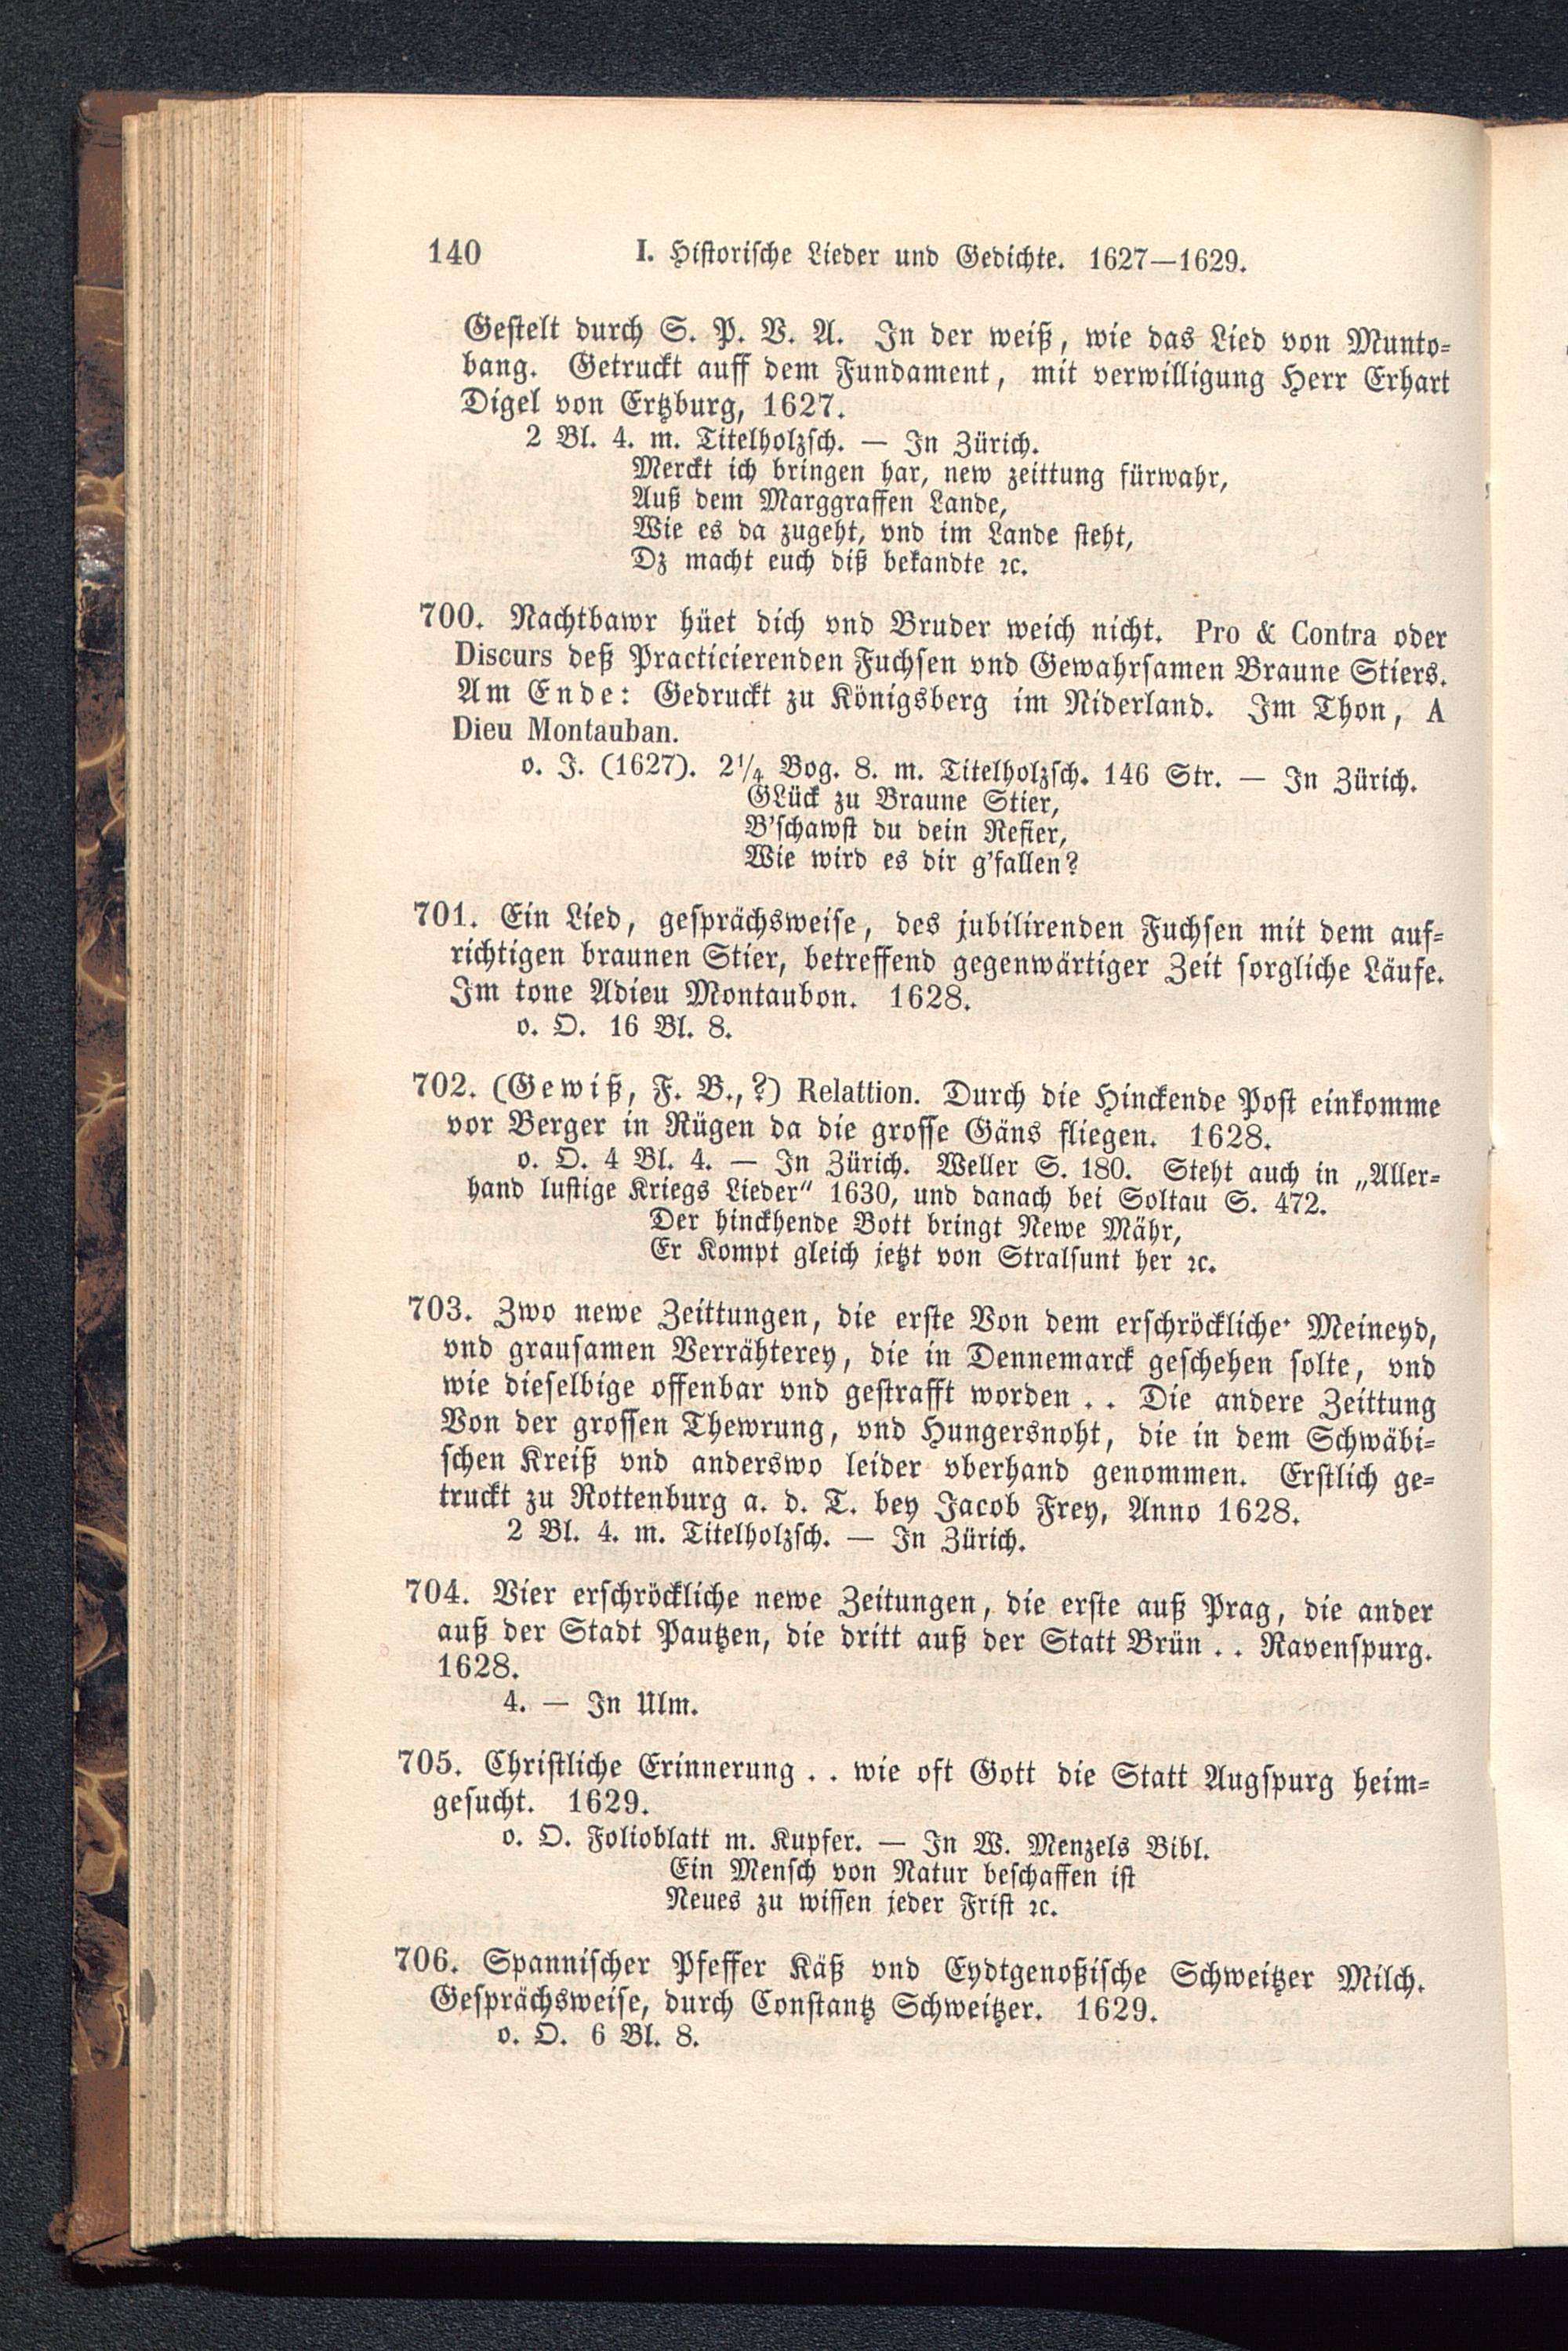 140 I. Historische Lieder und Gedichte. 1627—1629.
Gestelt durch S. P. V. A. In der weiß, wie das Lied von Munto-
bang. Getruckt auff dem Fundament, mit verwilligung Herr Erhart
Digel von Ertzburg, 1627.
2 Bl. 4. m. Titelholzsch. — In Zürich.
Merckt ich bringen har, new zeittung fürwahr,
Auß dem Marggraffen Lande,
Wie es da zugeht, vnd im Lande steht,
Dz macht euch diß bekandte ꝛc.
700. Nachtbawr hüet dich vnd Bruder weich nicht. Pro & Contra oder
Discurs deß Practicierenden Fuchsen vnd Gewahrsamen Braune Stiers.
Am Ende: Gedruckt zu Königsberg im Niderland. Im Thon, A
Dieu Montauban.
o. J. (1627). 2¼ Bog. 8. m. Titelholzsch. 146 Str. — In Zürich.
GLück zu Braune Stier,
B'schawst du dein Refier,
Wie wird es dir g'fallen?
701. Ein Lied, gesprächsweise, des jubilirenden Fuchsen mit dem auf-
richtigen braunen Stier, betreffend gegenwärtiger Zeit sorgliche Läufe.
Im tone Adieu Montaubon. 1628.
o. O. 16 Bl. 8.
702. (Gewiß, F. B.,?) Relattion. Durch die Hinckende Post einkomme
vor Berger in Rügen da die grosse Gäns fliegen. 1628.
o. O. 4 Bl. 4. — In Zürich. Weller S. 180. Steht auch in „Aller-
hand lustige Kriegs Lieder“ 1630, und danach bei Soltau S. 472.
Der hinckhende Bott bringt Newe Mähr,
Er Kompt gleich jetzt von Stralsunt her ꝛc.
703. Zwo newe Zeittungen, die erste Von dem erschröckliche· Meineyd,
vnd grausamen Verrähterey, die in Dennemarck geschehen solte, vnd
wie dieselbige offenbar vnd gestrafft worden . . Die andere Zeittung
Von der grossen Thewrung, vnd Hungersnoht, die in dem Schwäbi-
schen Kreiß vnd anderswo leider vberhand genommen. Erstlich ge-
truckt zu Rottenburg a. d. T. bey Jacob Frey, Anno 1628.
2 Bl. 4. m. Titelholzsch. — In Zürich.
704. Vier erschröckliche newe Zeitungen, die erste auß Prag, die ander
auß der Stadt Pautzen, die dritt auß der Statt Brün . . Ravenspurg.
1628.
4. — In Ulm.
705. Christliche Erinnerung . . wie oft Gott die Statt Augspurg heim-
gesucht. 1629.
o. O. Folioblatt m. Kupfer. — In W. Menzels Bibl.
Ein Mensch von Natur beschaffen ist
Neues zu wissen jeder Frist ꝛc.
706. Spannischer Pfeffer Käß vnd Eydtgenoßische Schweitzer Milch.
Gesprächsweise, durch Constantz Schweitzer. 1629.
o. O. 6 Bl. 8.